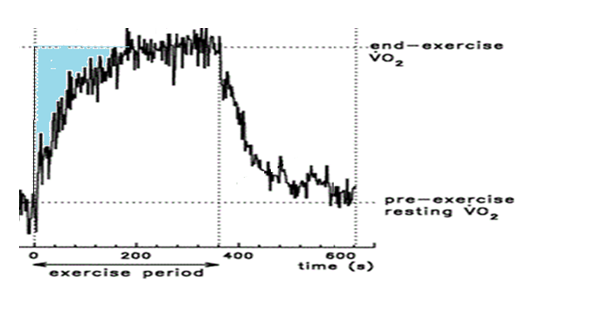 end-exercise
V̇O₂
pre-exercise
resting V̇O₂
0 200 400 600
exercise period
time (s)